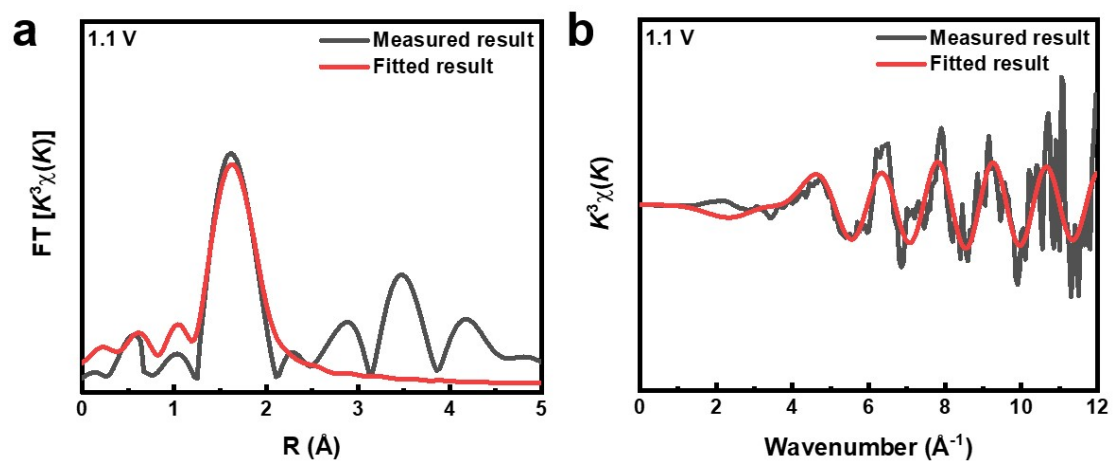 a
1.1 V
Measured result
Fitted result
FT [K³χ(K)]
0 1 2 3 4 5
R (Å)
b
1.1 V
Measured result
Fitted result
K³χ(K)
0 2 4 6 8 10 12
Wavenumber (Å⁻¹)